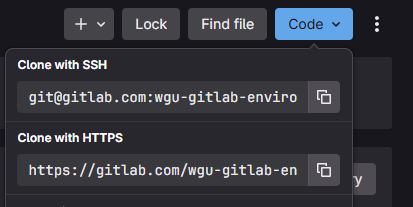 Lock Find file Code
Clone with SSH
git@gitlab.com:wgu-gitlab-enviro
Clone with HTTPS
https://gitlab.com/wgu-gitlab-en
ry